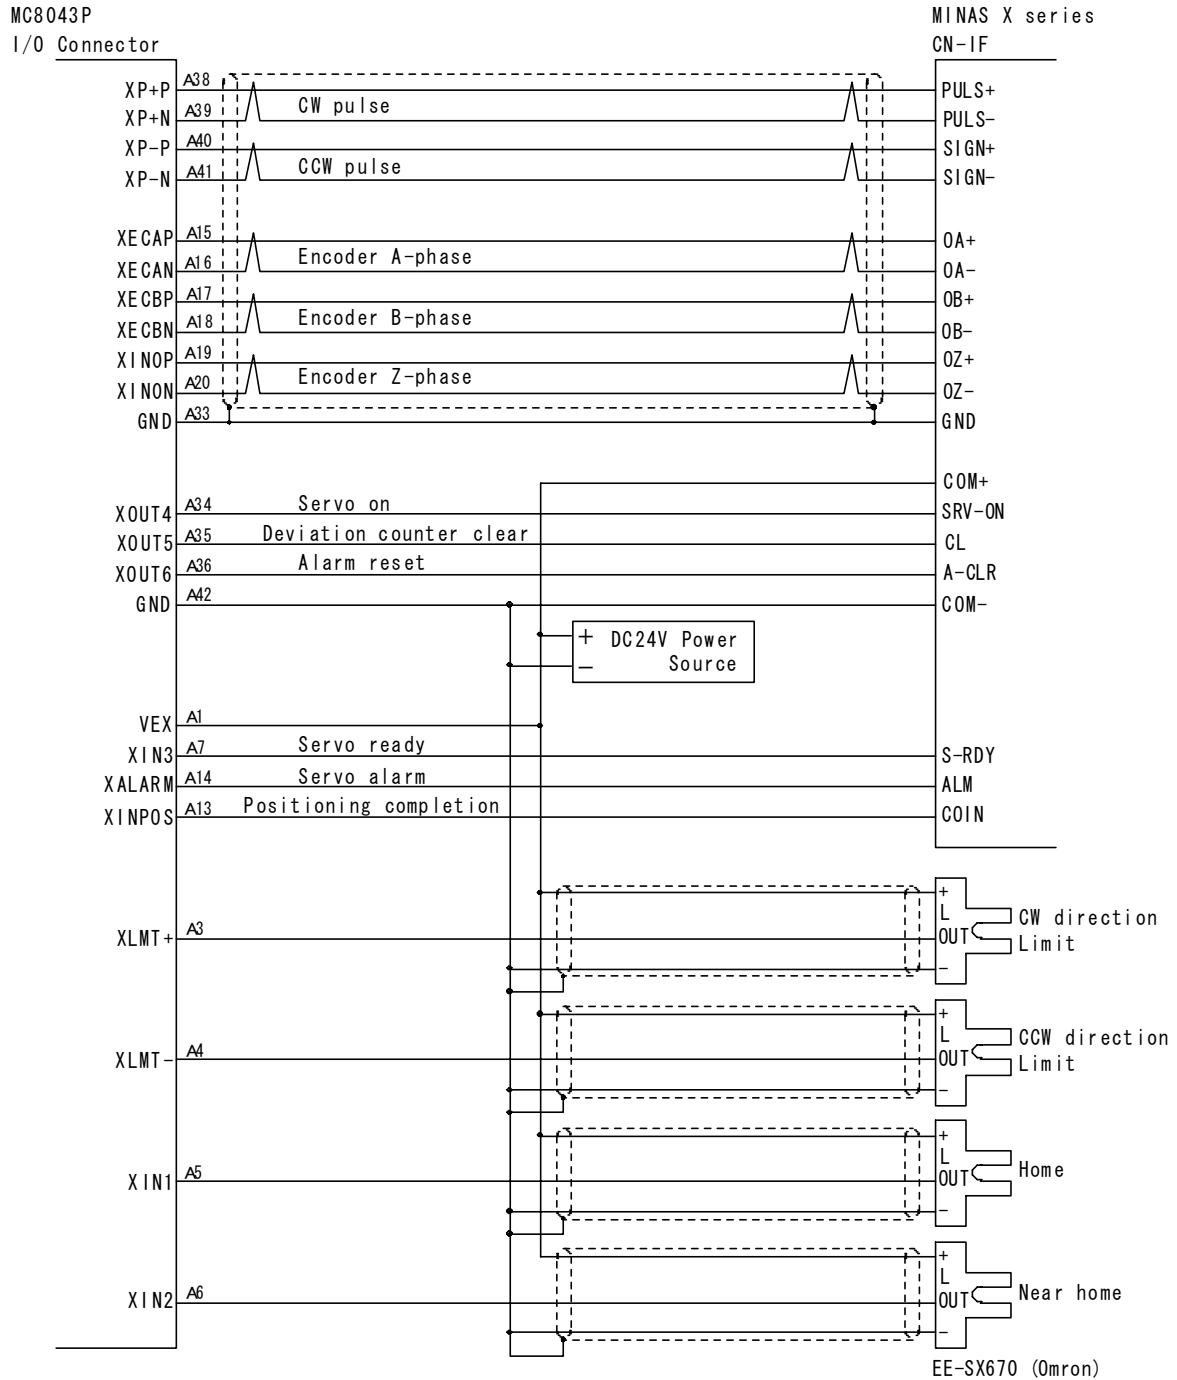 MC8043P MINAS X series
I/O Connector CN-IF
XP+P A38 PULS+
CW pulse
XP+N A39 PULS-
XP-P A40 SIGN+
CCW pulse
XP-N A41 SIGN-
XECAP A15 OA+
Encoder A-phase
XECAN A16 OA-
XECBP A17 OB+
Encoder B-phase
XECBN A18 OB-
XINOP A19 OZ+
Encoder Z-phase
XINON A20 OZ-
GND A33 GND
COM+
XOUT4 A34 Servo on SRV-ON
XOUT5 A35 Deviation counter clear CL
XOUT6 A36 Alarm reset A-CLR
GND A42 COM-
+ DC24V Power
- Source
VEX A1
XIN3 A7 Servo ready S-RDY
XALARM A14 Servo alarm ALM
XINPOS A13 Positioning completion COIN
+
L CW direction
XLMT+ A3 OUT Limit
-
+
L CCW direction
XLMT- A4 OUT Limit
-
+
L Home
XIN1 A5 OUT
-
+
L Near home
XIN2 A6 OUT
-
EE-SX670 (Omron)